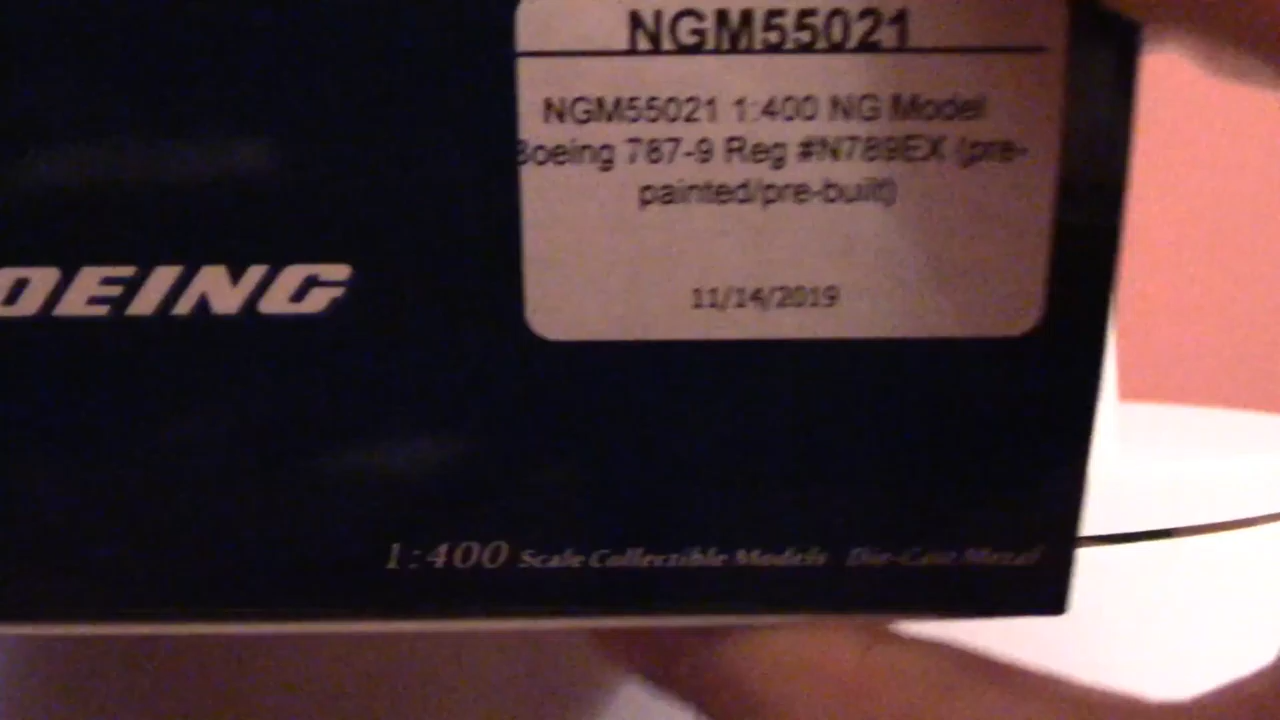 NGM55021
NGM55021 1:400 NG Model
Boeing 787-9 Reg #N789EX (pre-
painted/pre-built)
11/14/2019
OEING
1:400 Scale Collectible Models Die-Cast Metal